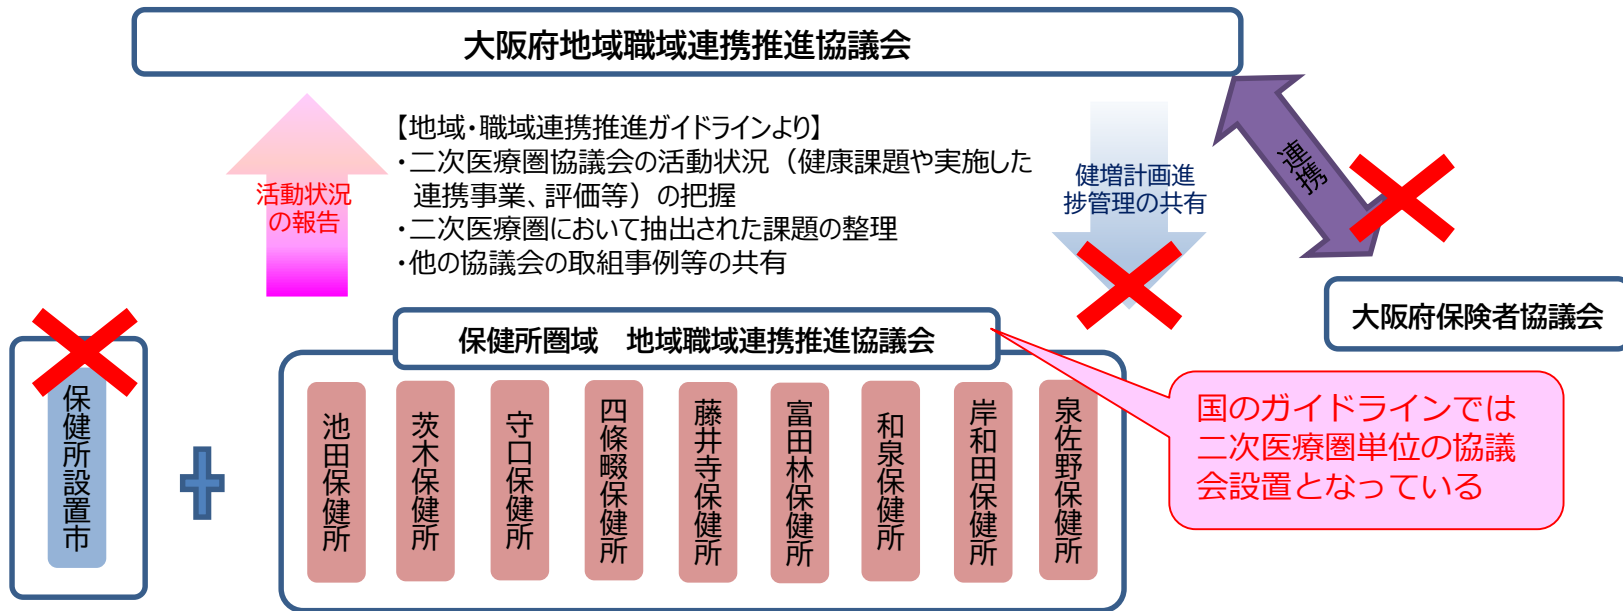 大阪府地域職域連携推進協議会
活動状況
の報告
【地域・職域連携推進ガイドラインより】
・二次医療圏協議会の活動状況（健康課題や実施した
連携事業、評価等）の把握
・二次医療圏において抽出された課題の整理
・他の協議会の取組事例等の共有
健増計画進
捗管理の共有
連携
大阪府保険者協議会
保健所圏域　地域職域連携推進協議会
保健所設置市
池田保健所
茨木保健所
守口保健所
四條畷保健所
藤井寺保健所
富田林保健所
和泉保健所
岸和田保健所
泉佐野保健所
国のガイドラインでは
二次医療圏単位の協議
会設置となっている